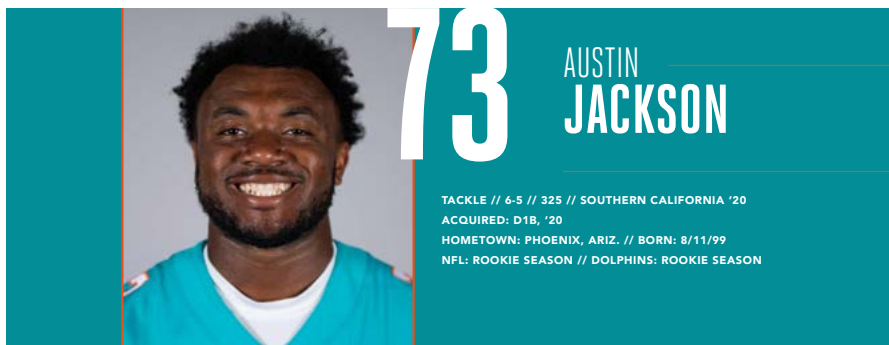 73
AUSTIN
JACKSON
TACKLE // 6-5 // 325 // SOUTHERN CALIFORNIA ‘20
ACQUIRED: D1B, ‘20
HOMETOWN: PHOENIX, ARIZ. // BORN: 8/11/99
NFL: ROOKIE SEASON // DOLPHINS: ROOKIE SEASON